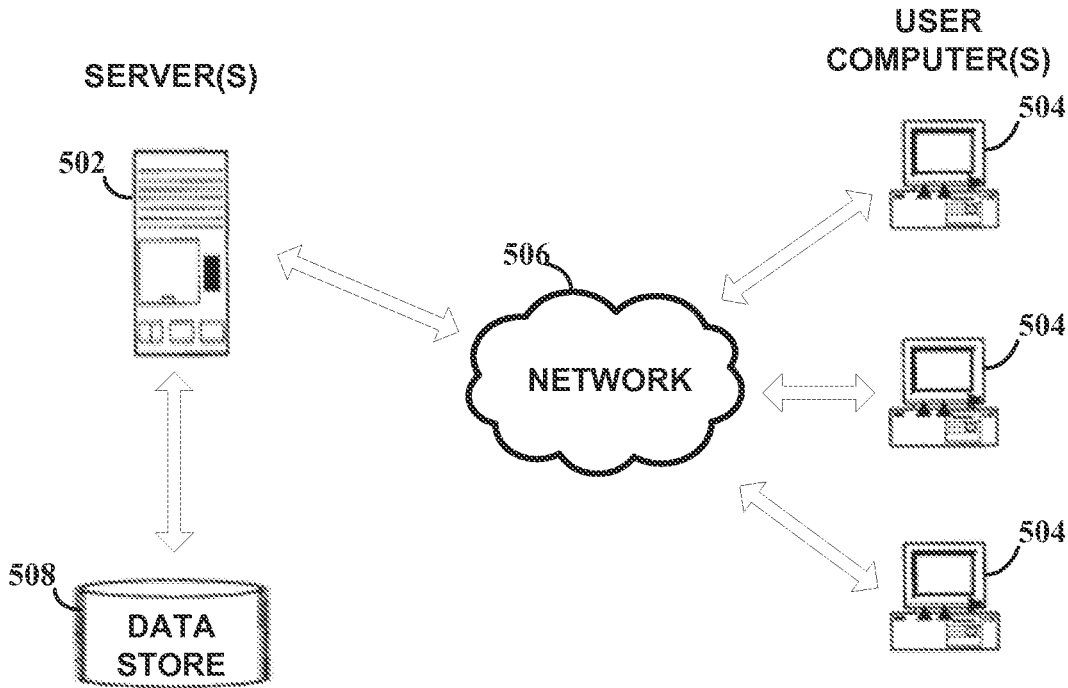 USER
COMPUTER(S)
SERVER(S)
504
502
506
NETWORK
504
504
508
DATA
STORE